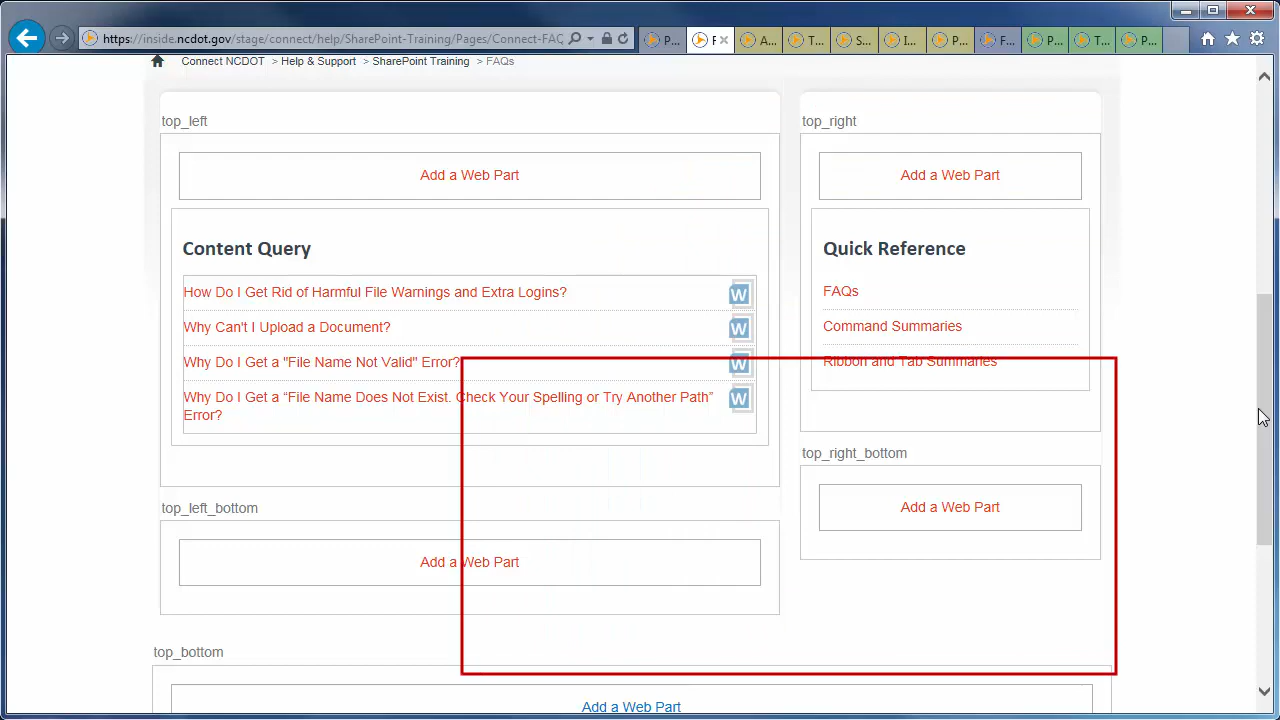 https://inside.ncdot.gov/stage/connect/help/SharePoint-Training/Pages/Connect-FAQ
P...
F
A...
T...
S...
I...
P...
F...
P...
T...
P...
Connect NCDOT > Help & Support > SharePoint Training > FAQs
top_left
Add a Web Part
Content Query
How Do I Get Rid of Harmful File Warnings and Extra Logins?
W
Why Can't I Upload a Document?
W
Why Do I Get a "File Name Not Valid" Error?
W
Why Do I Get a “File Name Does Not Exist. Check Your Spelling or Try Another Path”
Error?
W
top_left_bottom
Add a Web Part
top_right
Add a Web Part
Quick Reference
FAQs
Command Summaries
Ribbon and Tab Summaries
top_right_bottom
Add a Web Part
top_bottom
Add a Web Part